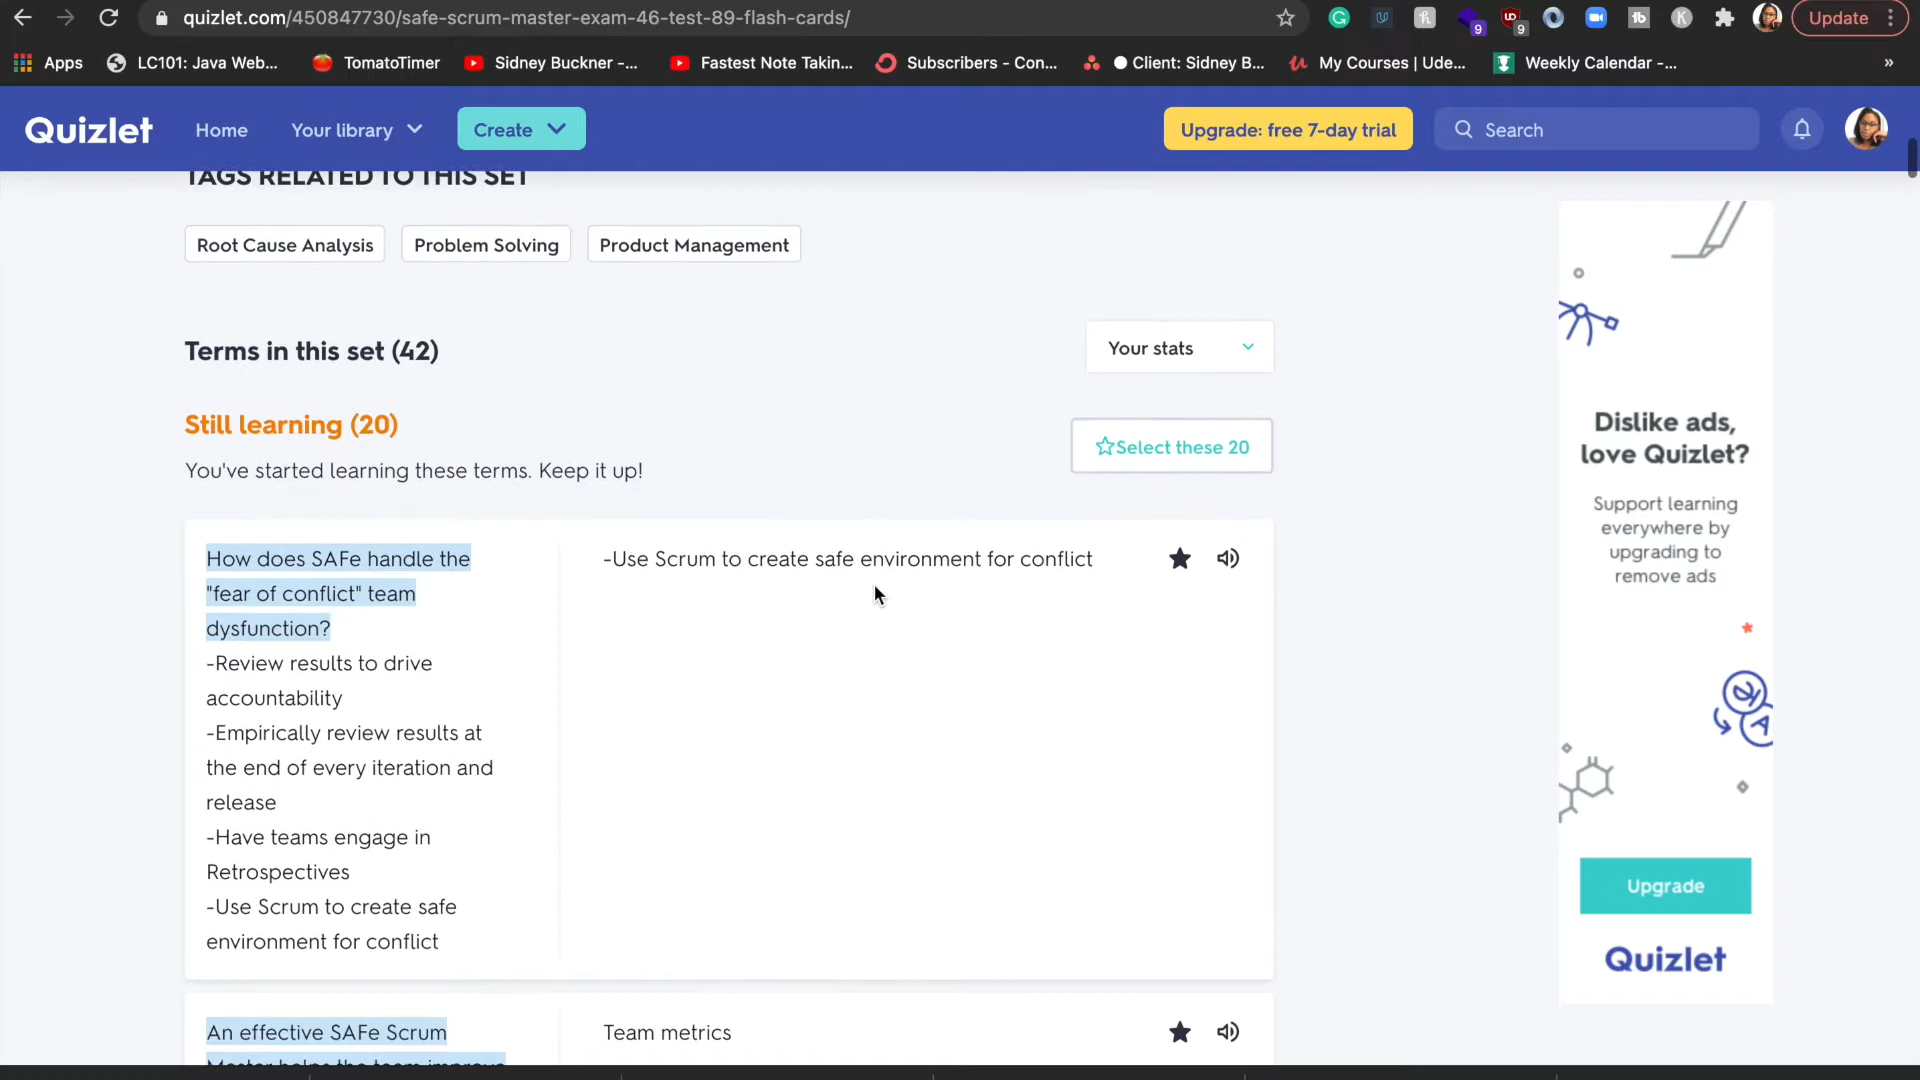 quizlet.com/450847730/safe-scrum-master-exam-46-test-89-flash-cards/
9
9
Update
Apps
LC101: Java Web...
TomatoTimer
Sidney Buckner -...
Fastest Note Takin...
Subscribers - Con...
Client: Sidney B...
My Courses | Ude...
Weekly Calendar -...
»
Quizlet
Home
Your library
Create
Upgrade: free 7-day trial
Search
TAGS RELATED TO THIS SET
Root Cause Analysis
Problem Solving
Product Management
Terms in this set (42)
Your stats
Still learning (20)
Select these 20
You've started learning these terms. Keep it up!
How does SAFe handle the
"fear of conflict" team
dysfunction?
-Review results to drive
accountability
-Empirically review results at
the end of every iteration and
release
-Have teams engage in
Retrospectives
-Use Scrum to create safe
environment for conflict
-Use Scrum to create safe environment for conflict
An effective SAFe Scrum
Master helps the team improve
Team metrics
Dislike ads,
love Quizlet?
Support learning
everywhere by
upgrading to
remove ads
Upgrade
Quizlet